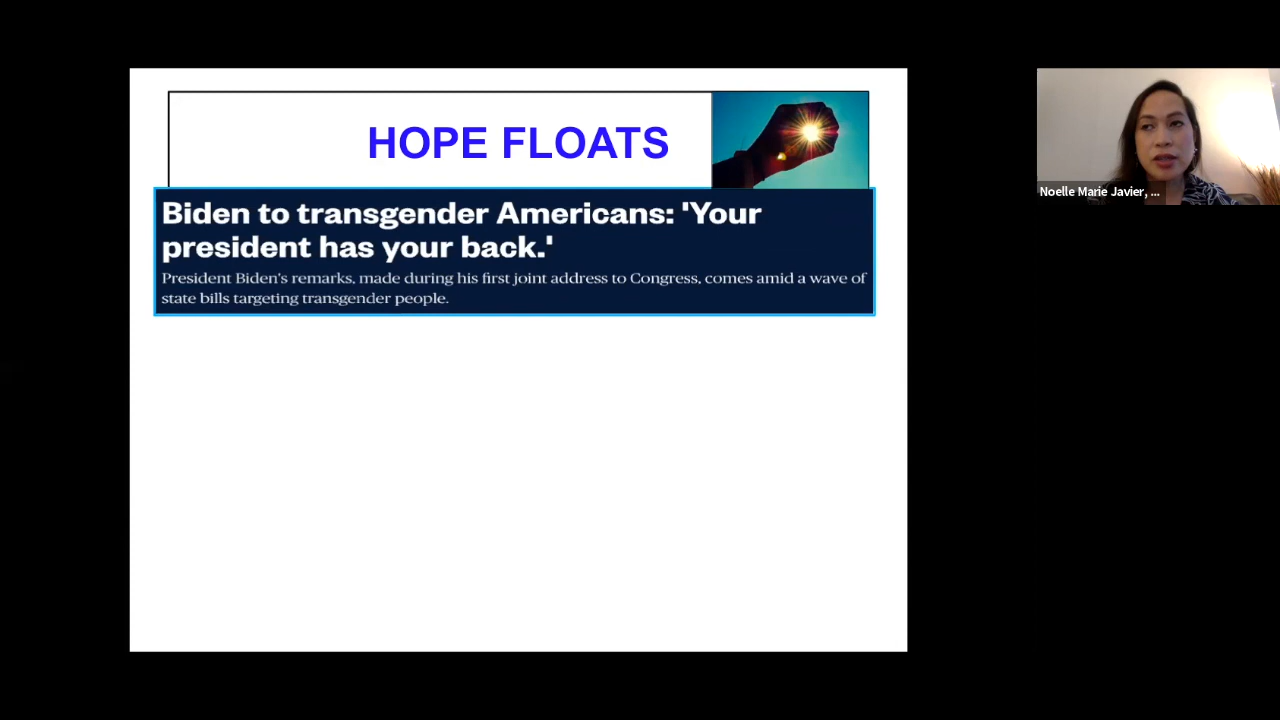 HOPE FLOATS
Biden to transgender Americans: 'Your
president has your back.'
President Biden's remarks, made during his first joint address to Congress, comes amid a wave of
state bills targeting transgender people.
Noelle Marie Javier, ...